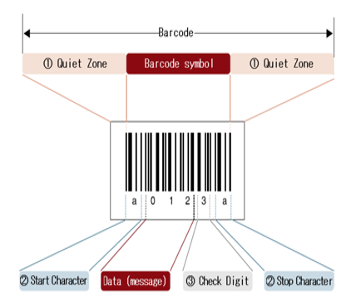 Barcode
① Quiet Zone Barcode symbol ① Quiet Zone
a 0 1 2 3 a
② Start Character Data (message) ③ Check Digit ② Stop Character